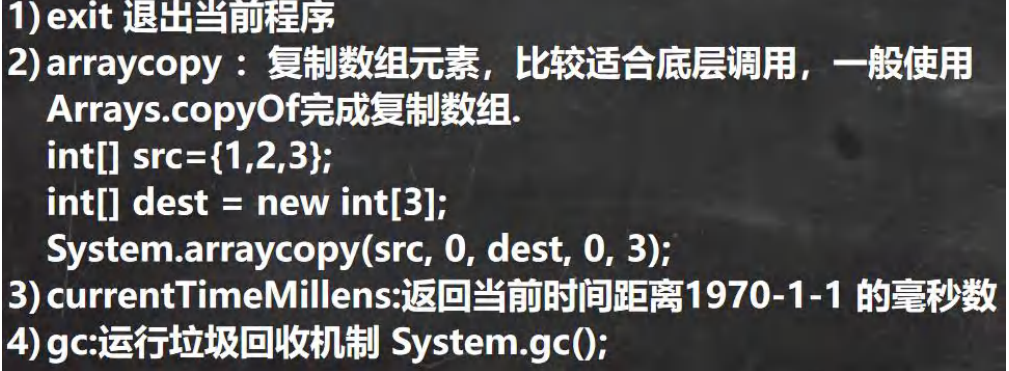 1) exit 退出当前程序
2) arraycopy ：复制数组元素，比较适合底层调用，一般使用
Arrays.copyOf完成复制数组.
int[] src={1,2,3};
int[] dest = new int[3];
System.arraycopy(src, 0, dest, 0, 3);
3) currentTimeMillens:返回当前时间距离1970-1-1 的毫秒数
4) gc:运行垃圾回收机制 System.gc();